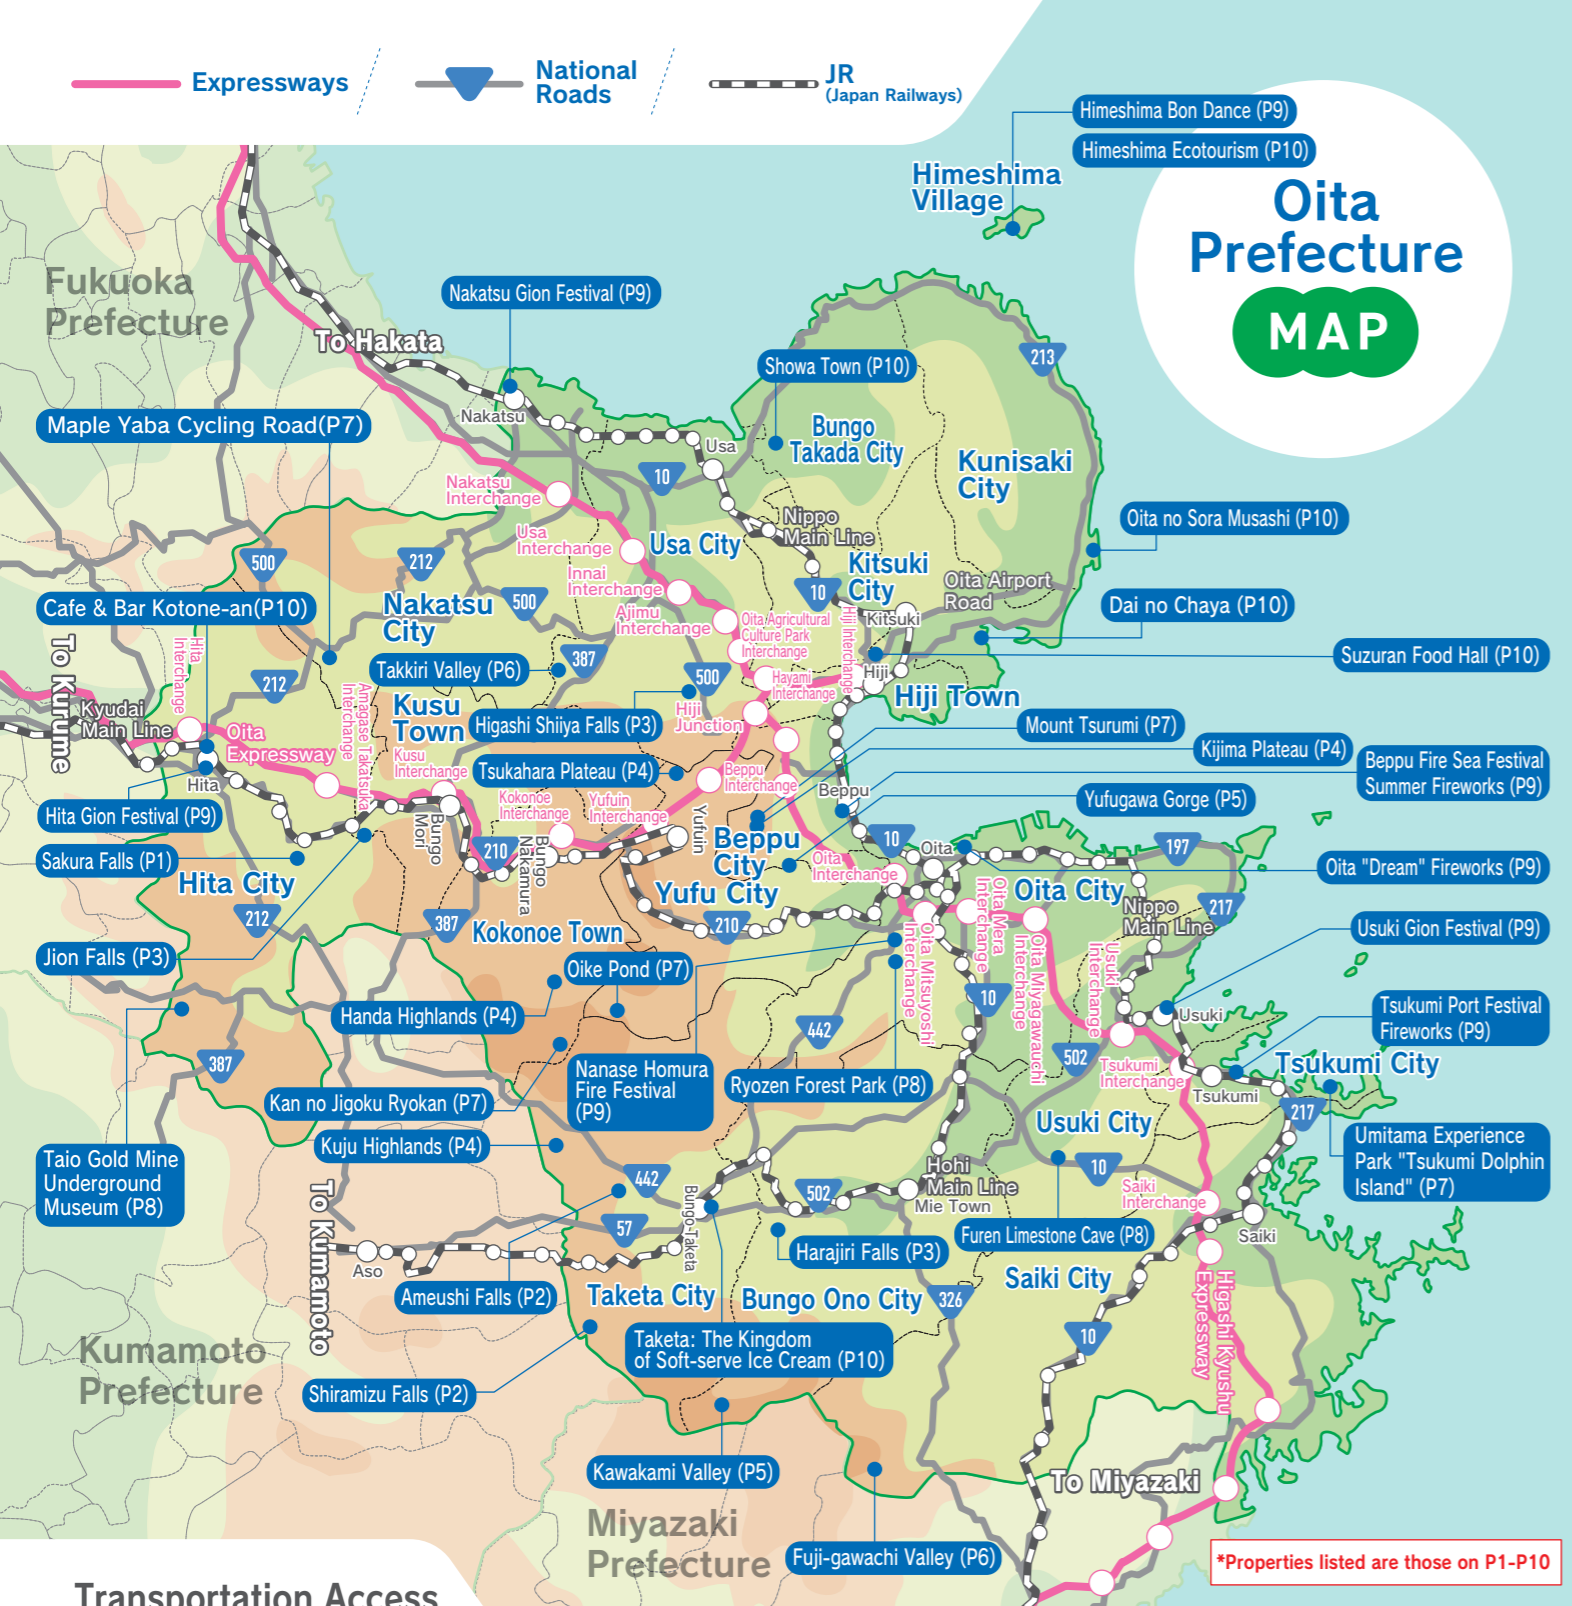 Expressways
National
Roads
JR
(Japan Railways)
Himeshima Bon Dance (P9)
Himeshima Ecotourism (P10)
Himeshima
Village
Oita
Prefecture
MAP
Fukuoka
Prefecture
Nakatsu Gion Festival (P9)
To Hakata
213
Showa Town (P10)
Maple Yaba Cycling Road(P7)
Nakatsu
Bungo
Takada City
Usa
Kunisaki
City
10
Nakatsu
Interchange
Oita no Sora Musashi (P10)
Nippo
Main Line
Usa
Interchange
Usa City
500
212
Kitsuki
City
Innai
Interchange
Oita Airport
Road
10
500
Cafe & Bar Kotone-an(P10)
Nakatsu
City
Ajimu
Interchange
Oita Agricultural
Culture Park
Interchange
Hiji Interchange
Kitsuki
Dai no Chaya (P10)
To Kurume
Hita
Interchange
Takkiri Valley (P6)
387
Suzuran Food Hall (P10)
212
500
Hayami
Interchange
Hiji
Hiji Town
Amagase Takatsuka
Interchange
Kusu
Town
Kyudai
Main Line
Higashi Shiiya Falls (P3)
Hiji
Junction
Mount Tsurumi (P7)
Oita
Expressway
Kijima Plateau (P4)
Kusu
Interchange
Tsukahara Plateau (P4)
Beppu
Interchange
Beppu Fire Sea Festival
Summer Fireworks (P9)
Hita
Beppu
Kokonoe
Interchange
Yufuin
Interchange
Yufugawa Gorge (P5)
Hita Gion Festival (P9)
Bungo
Mori
Yufuin
Beppu
City
10
Oita
197
210
Bungo
Nakamura
Sakura Falls (P1)
Oita
Interchange
Oita "Dream" Fireworks (P9)
Hita City
Yufu City
Oita City
212
387
Kokonoe Town
210
Oita Mitsuyoshi
Interchange
Oita Mera
Interchange
Oita Miyagawauchi
Interchange
Nippo
Main Line
217
Usuki
Interchange
Usuki Gion Festival (P9)
Jion Falls (P3)
Oike Pond (P7)
10
Handa Highlands (P4)
442
Usuki
Tsukumi Port Festival
Fireworks (P9)
387
502
Nanase Homura
Fire Festival
(P9)
Ryozen Forest Park (P8)
Tsukumi
Interchange
Tsukumi City
Tsukumi
Kan no Jigoku Ryokan (P7)
217
Kuju Highlands (P4)
Usuki City
Umitama Experience
Park "Tsukumi Dolphin
Island" (P7)
Taio Gold Mine
Underground
Museum (P8)
10
442
Hohi
Main Line
Mie Town
502
Saiki
Interchange
To Kumamoto
Bungo-Taketa
57
Furen Limestone Cave (P8)
Saiki
Harajiri Falls (P3)
Aso
Ameushi Falls (P2)
Taketa City
Bungo Ono City
326
Saiki City
Higashi Kyushu
Expressway
10
Taketa: The Kingdom
of Soft-serve Ice Cream (P10)
Kumamoto
Prefecture
Shiramizu Falls (P2)
Kawakami Valley (P5)
To Miyazaki
Miyazaki
Prefecture
Fuji-gawachi Valley (P6)
*Properties listed are those on P1-P10
Transportation Access